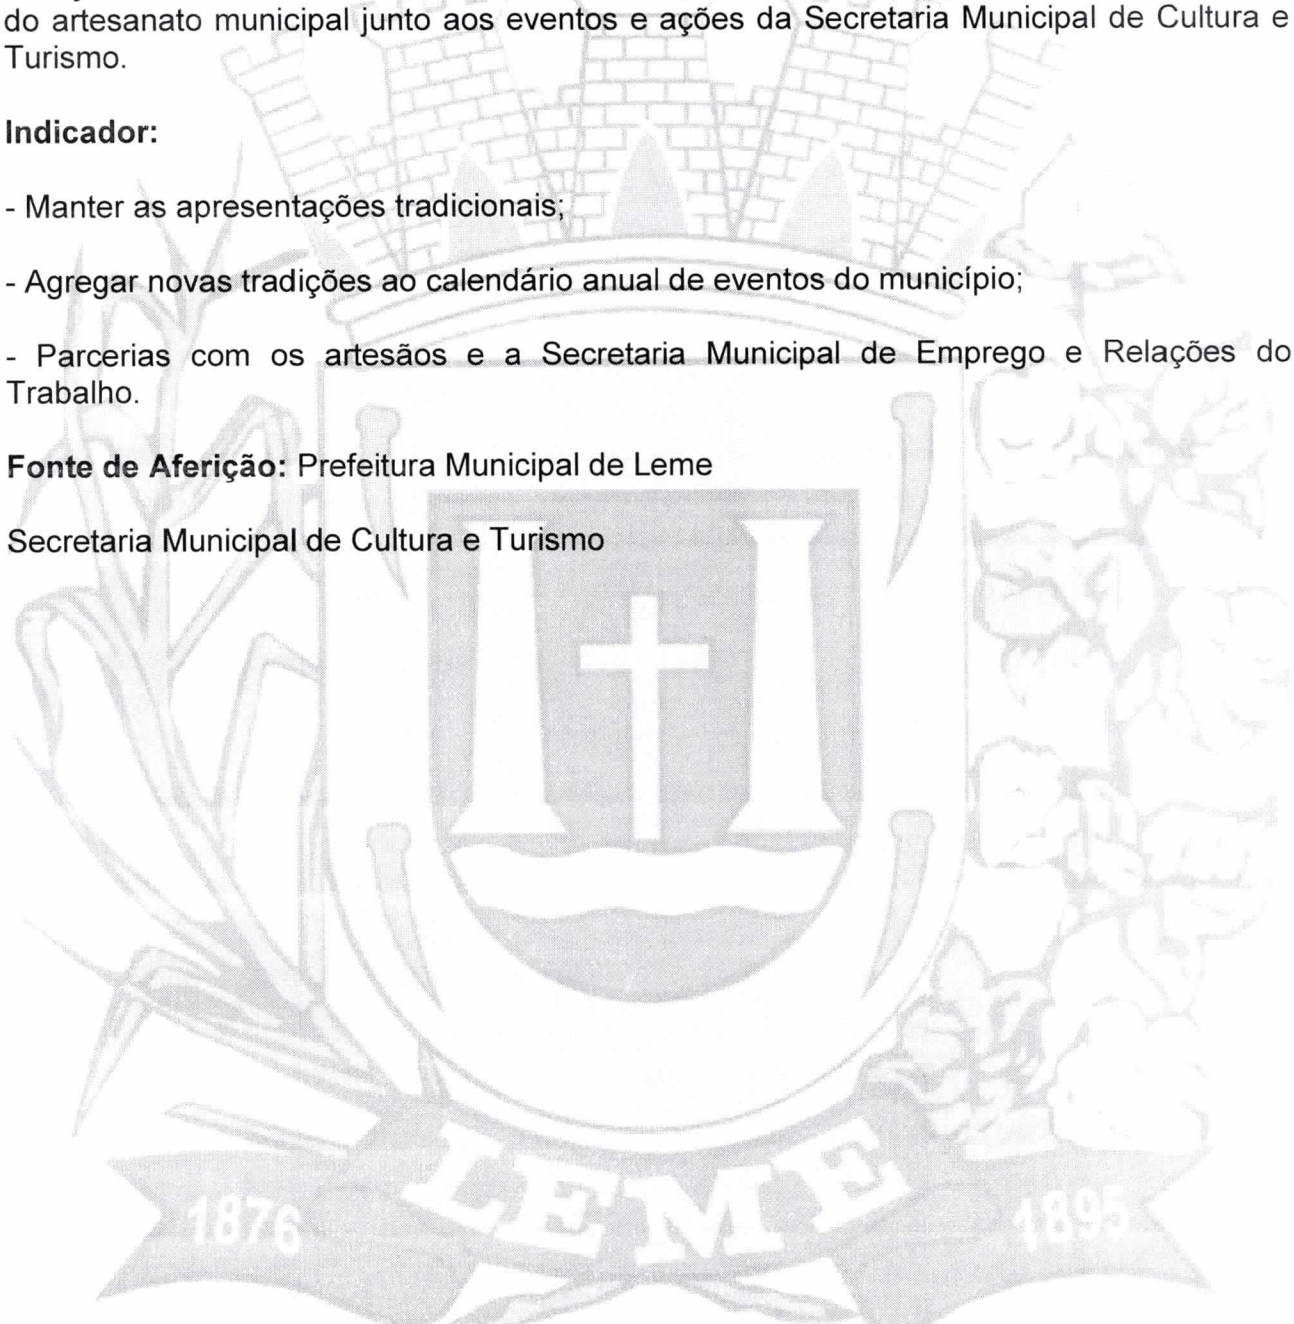 do artesanato municipal junto aos eventos e ações da Secretaria Municipal de Cultura e
Turismo.
Indicador:
- Manter as apresentações tradicionais;
- Agregar novas tradições ao calendário anual de eventos do município;
- Parcerias com os artesãos e a Secretaria Municipal de Emprego e Relações do
Trabalho.
Fonte de Aferição: Prefeitura Municipal de Leme
Secretaria Municipal de Cultura e Turismo
LEME
1876
1895